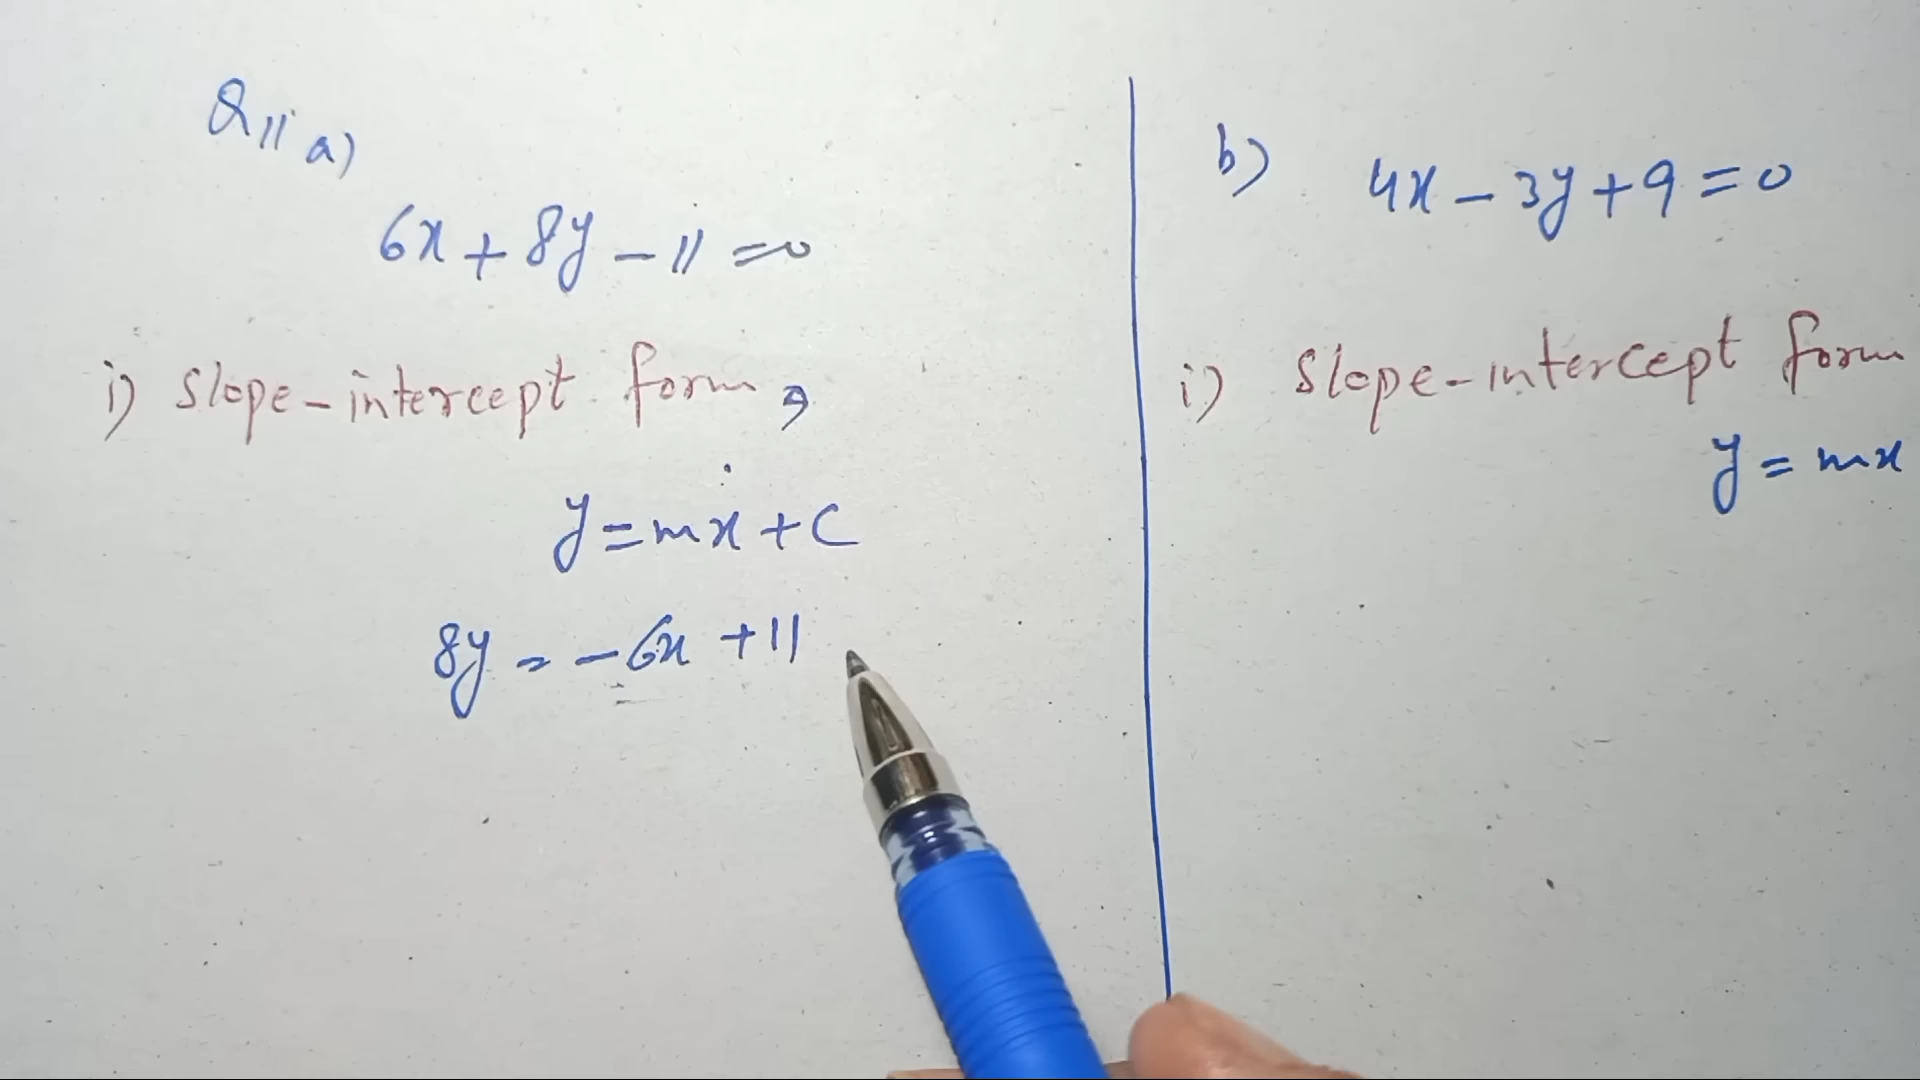 Q11 a)
6x + 8y - 11 = 0
i) Slope-intercept form,
y = mx + c
8y = -6x + 11
b) 4x - 3y + 9 = 0
i) Slope-intercept form
y = mx